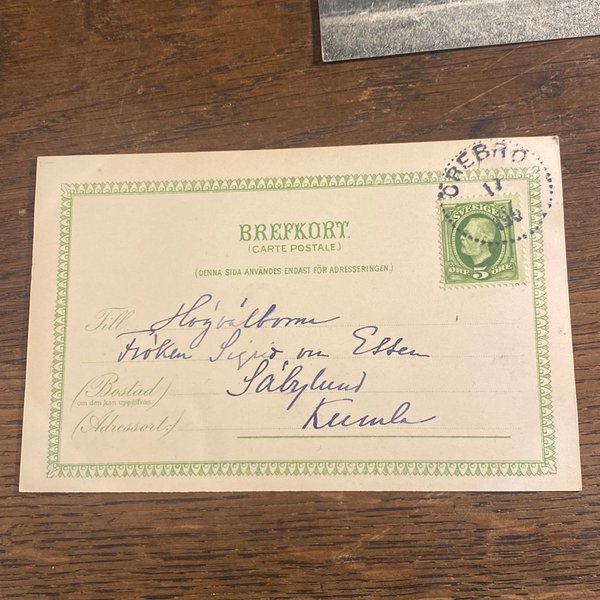 ÖREBRO
17
SVERIGE
ÖRE 5 ÖRE
BREFKORT.
(CARTE POSTALE.)
(DENNA SIDA ANVÄNDES ENDAST FÖR ADRESSERINGEN.)
Till Högvälborna
Fröken Sigrid von Essen
(Bostad Säbylund
om den kan uppgifvas)
(Adressort:) Kumla